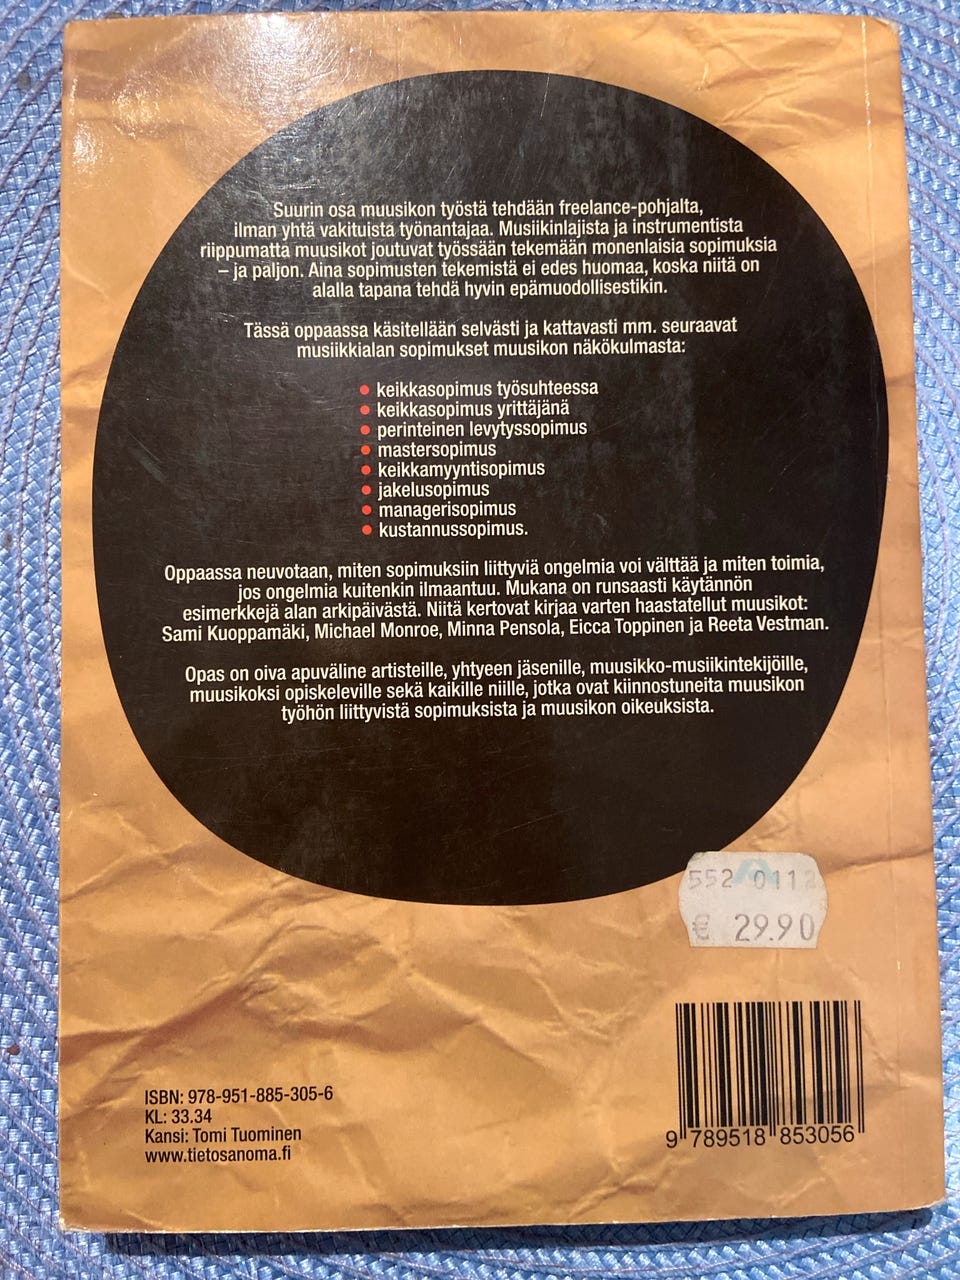 Suurin osa muusikon työstä tehdään freelance-pohjalta,
ilman yhtä vakituista työnantajaa. Musiikinlajista ja instrumentista
riippumatta muusikot joutuvat työssään tekemään monenlaisia sopimuksia
– ja paljon. Aina sopimusten tekemistä ei edes huomaa, koska niitä on
alalla tapana tehdä hyvin epämuodollisestikin.
Tässä oppaassa käsitellään selvästi ja kattavasti mm. seuraavat
musiikkialan sopimukset muusikon näkökulmasta:
• keikkasopimus työsuhteessa
• keikkasopimus yrittäjänä
• perinteinen levytyssopimus
• mastersopimus
• keikkamyyntisopimus
• jakelusopimus
• managerisopimus
• kustannussopimus.
Oppaassa neuvotaan, miten sopimuksiin liittyviä ongelmia voi välttää ja miten toimia,
jos ongelmia kuitenkin ilmaantuu. Mukana on runsaasti käytännön
esimerkkejä alan arkipäivästä. Niitä kertovat kirjaa varten haastatellut muusikot:
Sami Kuoppamäki, Michael Monroe, Minna Pensola, Eicca Toppinen ja Reeta Vestman.
Opas on oiva apuväline artisteille, yhtyeen jäsenille, muusikko-musiikintekijöille,
muusikoksi opiskeleville sekä kaikille niille, jotka ovat kiinnostuneita muusikon
työhön liittyvistä sopimuksista ja muusikon oikeuksista.
552 0112
€ 29.90
ISBN: 978-951-885-305-6
KL: 33.34
Kansi: Tomi Tuominen
www.tietosanoma.fi
9 789518 853056